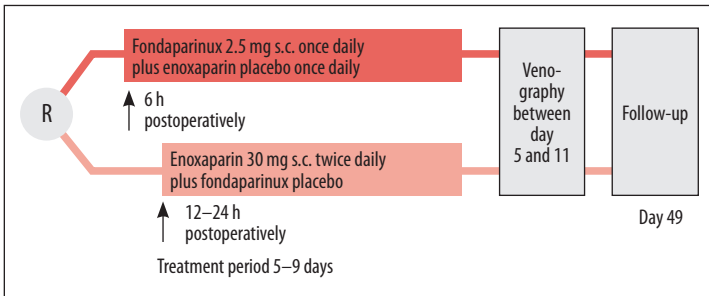 R
Fondaparinux 2.5 mg s.c. once daily
plus enoxaparin placebo once daily
6 h
postoperatively
Enoxaparin 30 mg s.c. twice daily
plus fondaparinux placebo
12–24 h
postoperatively
Treatment period 5–9 days
Veno-
graphy
between
day
5 and 11
Follow-up
Day 49